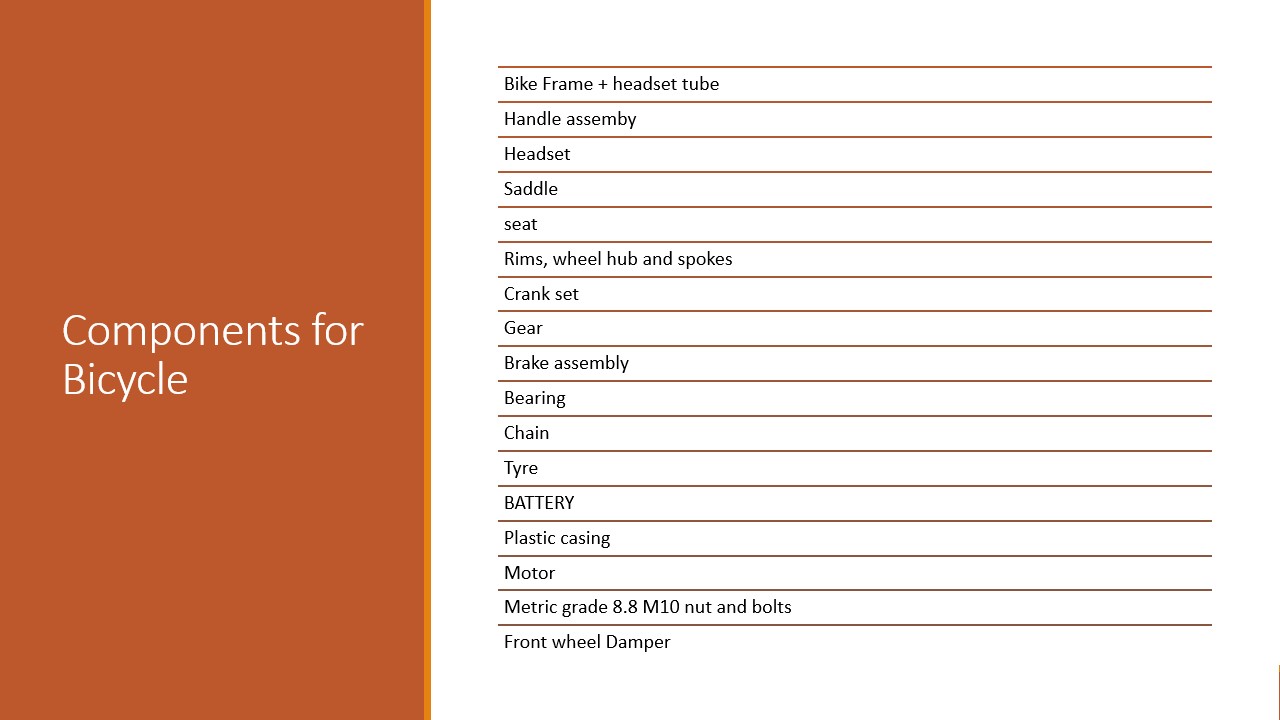 Components for
Bicycle
Bike Frame + headset tube
Handle assemby
Headset
Saddle
seat
Rims, wheel hub and spokes
Crank set
Gear
Brake assembly
Bearing
Chain
Tyre
BATTERY
Plastic casing
Motor
Metric grade 8.8 M10 nut and bolts
Front wheel Damper